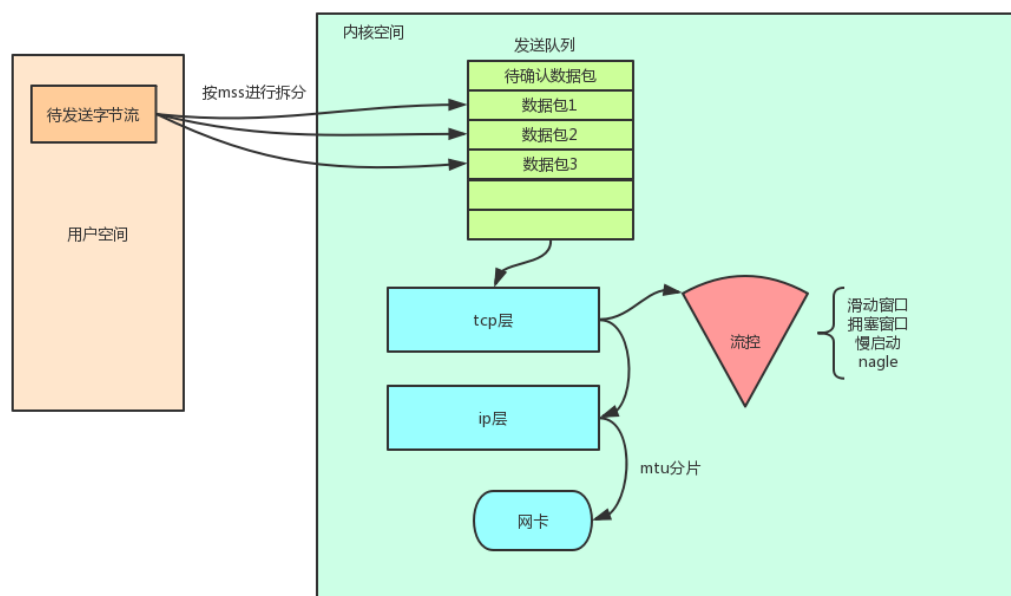 内核空间
发送队列
待确认数据包
按mss进行拆分
数据包1
待发送字节流
数据包2
数据包3
用户空间
tcp层
滑动窗口
拥塞窗口
流控
慢启动
nagle
ip层
mtu分片
网卡